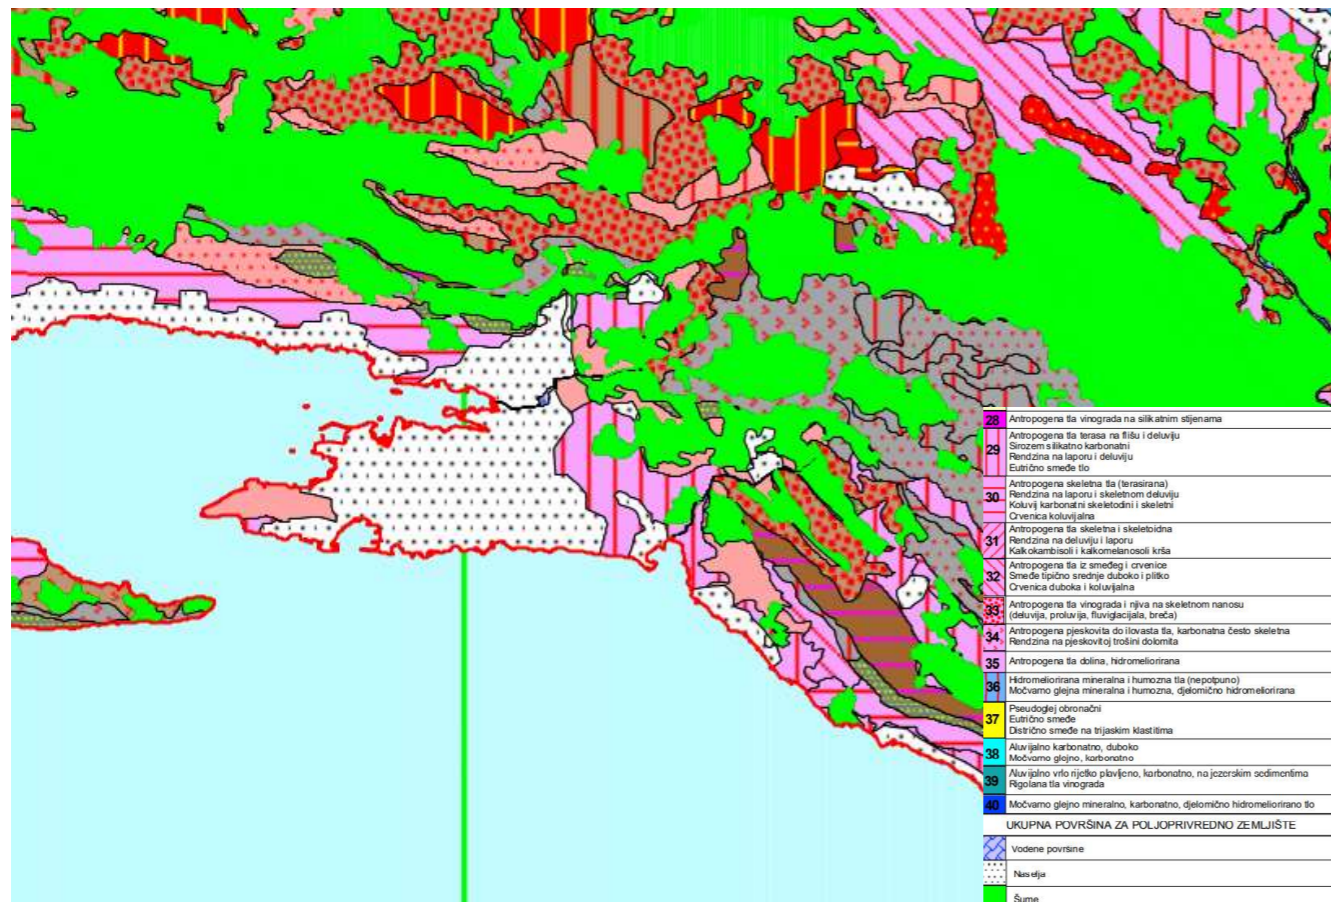 28 Antropogena tla vinograda na silikatnim stijenama
29 Antropogena tla terasa na flišu i deluviju
Sirozem silikatno karbonatni
Rendzina na laporu i deluviju
Eutrično smeđe tlo
30 Antropogena skeletna tla (terasirana)
Rendzina na laporu i skeletnom deluviju
Koluvij karbonatni skeletodini i skeletni
Crvenica koluvijalna
31 Antropogena tla skeletna i skeletoidna
Rendzina na deluviju i laporu
Kalkokambisoli i kalkomelanosoli krša
32 Antropogena tla iz smeđeg i crvenice
Smeđe tipično srednje duboko i plitko
Crvenica duboka i koluvijalna
33 Antropogena tla vinograda i njiva na skeletnom nanosu
(deluvija, proluvija, fluviglacijala, breča)
34 Antropogena pjeskovita do ilovasta tla, karbonatna često skeletna
Rendzina na pjeskovitoj trošini dolomita
35 Antropogena tla dolina, hidromeliorirana
36 Hidromeliorirana mineralna i humozna tla (nepotpuno)
Močvarno glejna mineralna i humozna, djelomično hidromeliorirana
37 Pseudoglej obronačni
Eutrično smeđe
Distrično smeđe na trijaskim klastitima
38 Aluvijalno karbonatno, duboko
Močvarno glejno, karbonatno
39 Aluvijalno vrlo rijetko plavljeno, karbonatno, na jezerskim sedimentima
Rigolana tla vinograda
40 Močvarno glejno mineralno, karbonatno, djelomično hidromeliorirano tlo
UKUPNA POVRŠINA ZA POLJOPRIVREDNO ZEMLJIŠTE
Vodene površine
Naselja
Šume